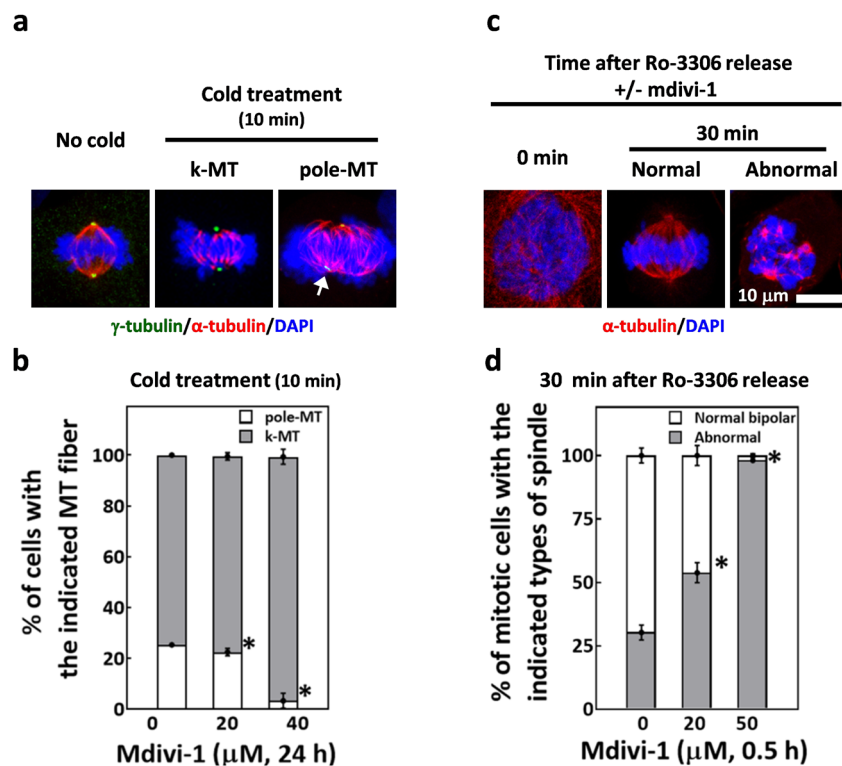 a
No cold
Cold treatment
(10 min)
k-MT
pole-MT
γ-tubulin/α-tubulin/DAPI
c
Time after Ro-3306 release
+/- mdivi-1
0 min
30 min
Normal
Abnormal
10 μm
α-tubulin/DAPI
b
Cold treatment (10 min)
pole-MT
k-MT
% of cells with
the indicated MT fiber
100
80
60
40
20
0
*
*
0
20
40
Mdivi-1 (μM, 24 h)
d
30 min after Ro-3306 release
Normal bipolar
Abnormal
% of mitotic cells with the
indicated types of spindle
100
75
50
25
0
*
*
0
20
50
Mdivi-1 (μM, 0.5 h)